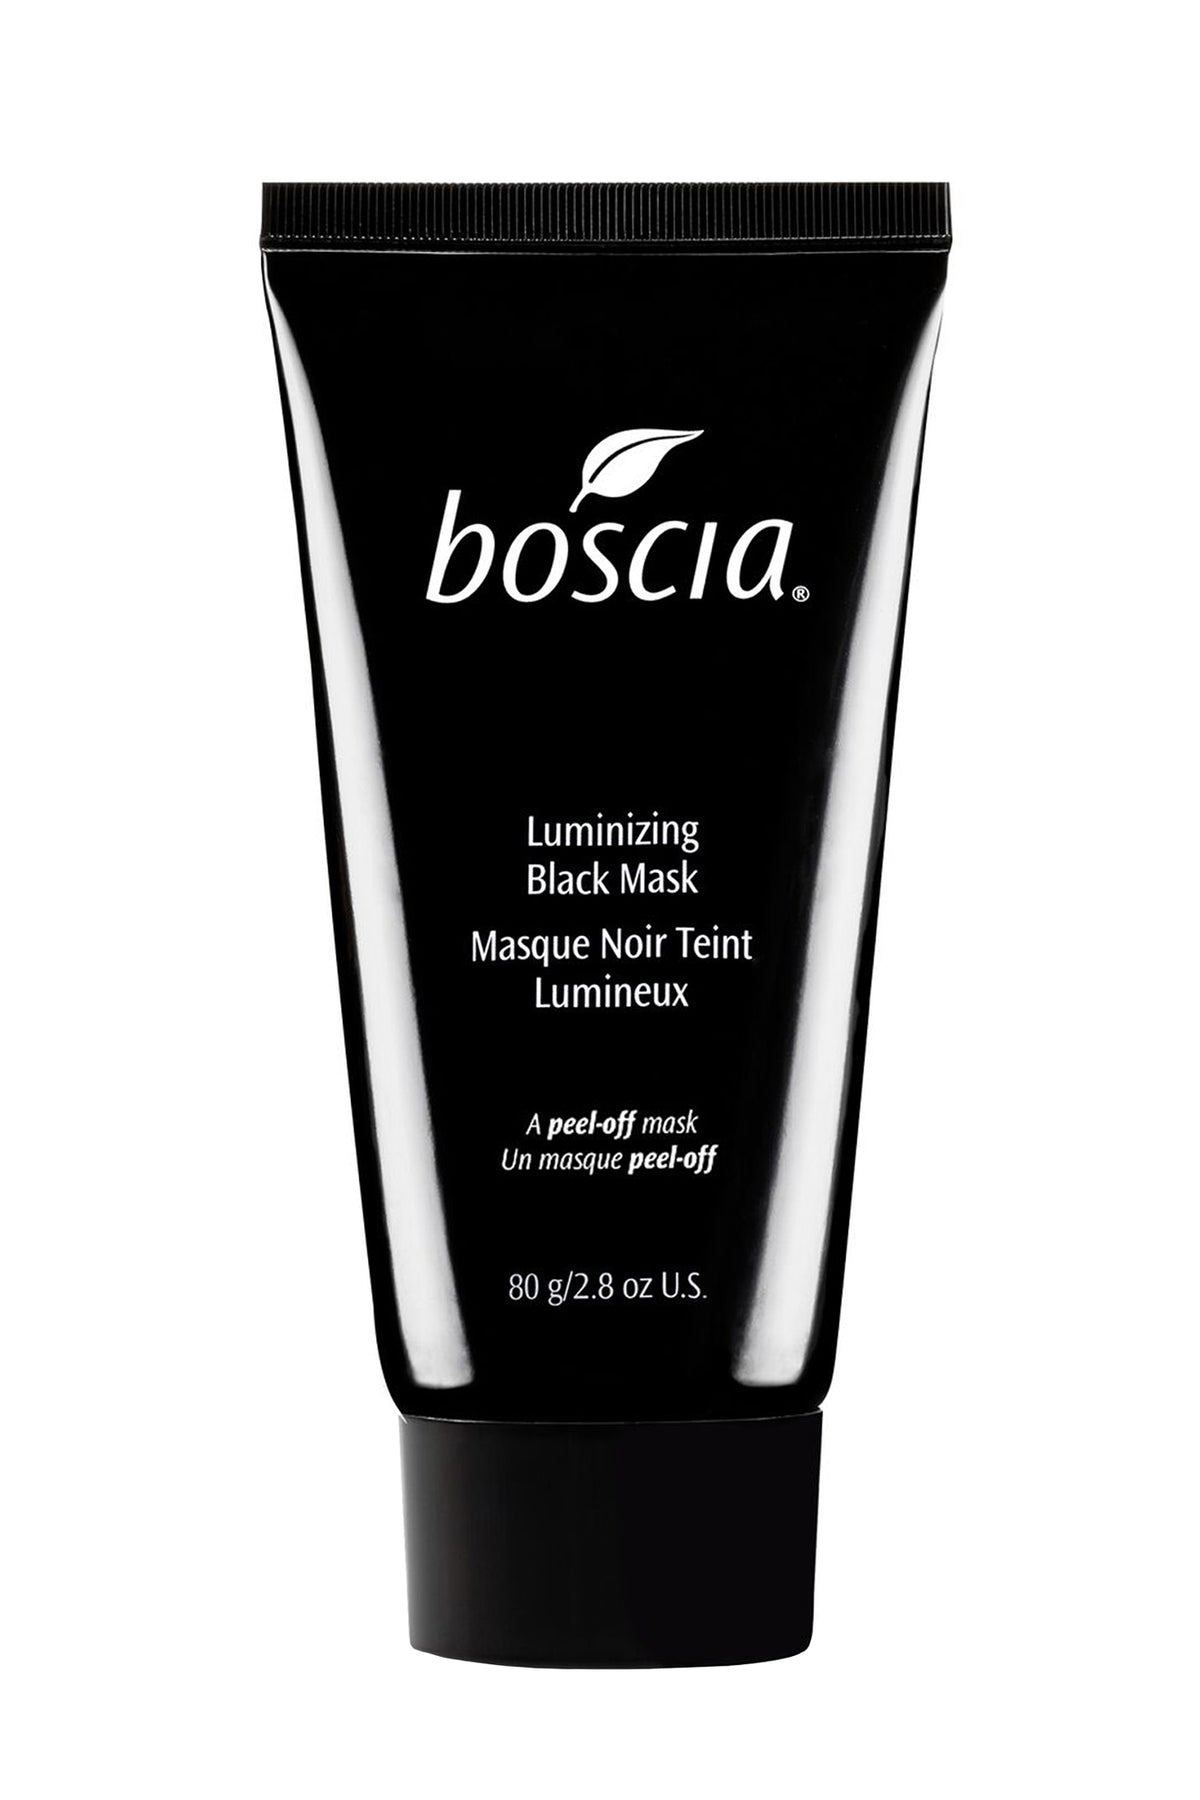 boscia®
Luminizing
Black Mask
Masque Noir Teint
Lumineux
A peel-off mask
Un masque peel-off
80 g/2.8 oz U.S.